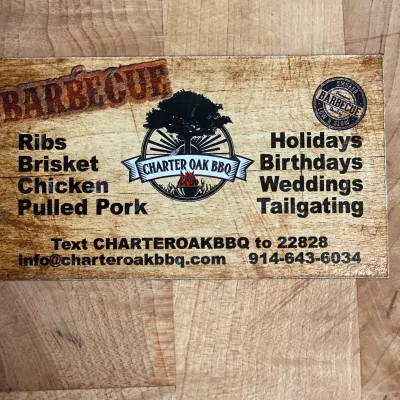 BARBECUE
BARBECUE
Ribs
Brisket
Chicken
Pulled Pork
CHARTER OAK BBQ
Holidays
Birthdays
Weddings
Tailgating
Text CHARTEROAKBBQ to 22828
info@charteroakbbq.com 914-643-6034